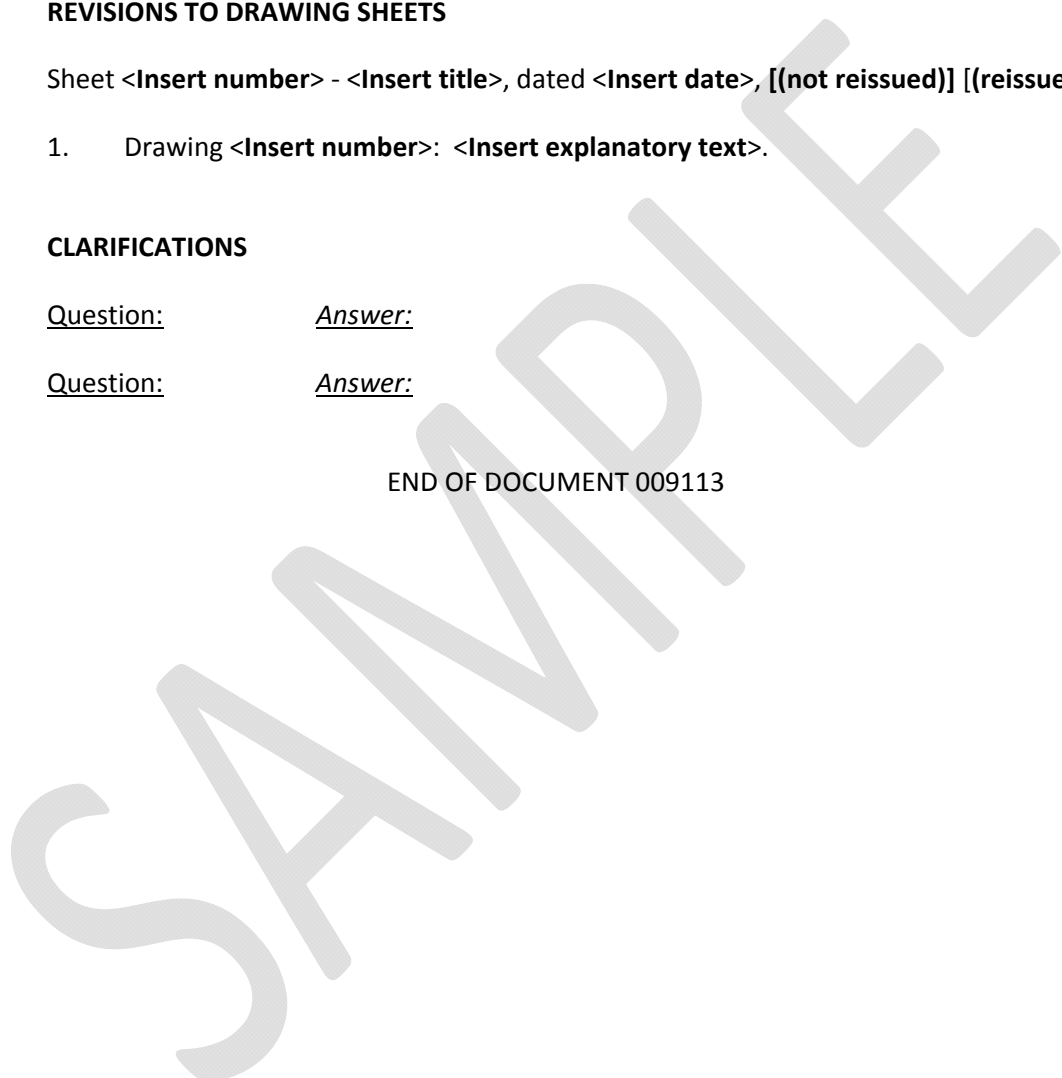 REVISIONS TO DRAWING SHEETS
Sheet <Insert number> - <Insert title>, dated <Insert date>, [(not reissued)] [(reissue
1. Drawing <Insert number>: <Insert explanatory text>.
CLARIFICATIONS
Question: Answer:
Question: Answer:
END OF DOCUMENT 009113
SAMPLE